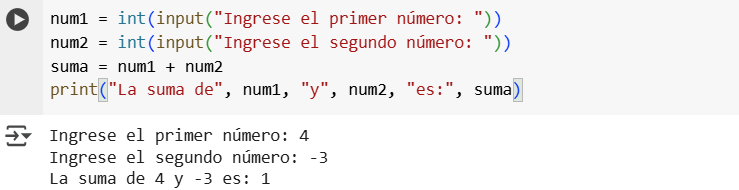 num1 = int(input("Ingrese el primer número: "))
num2 = int(input("Ingrese el segundo número: "))
suma = num1 + num2
print("La suma de", num1, "y", num2, "es:", suma)
Ingrese el primer número: 4
Ingrese el segundo número: -3
La suma de 4 y -3 es: 1